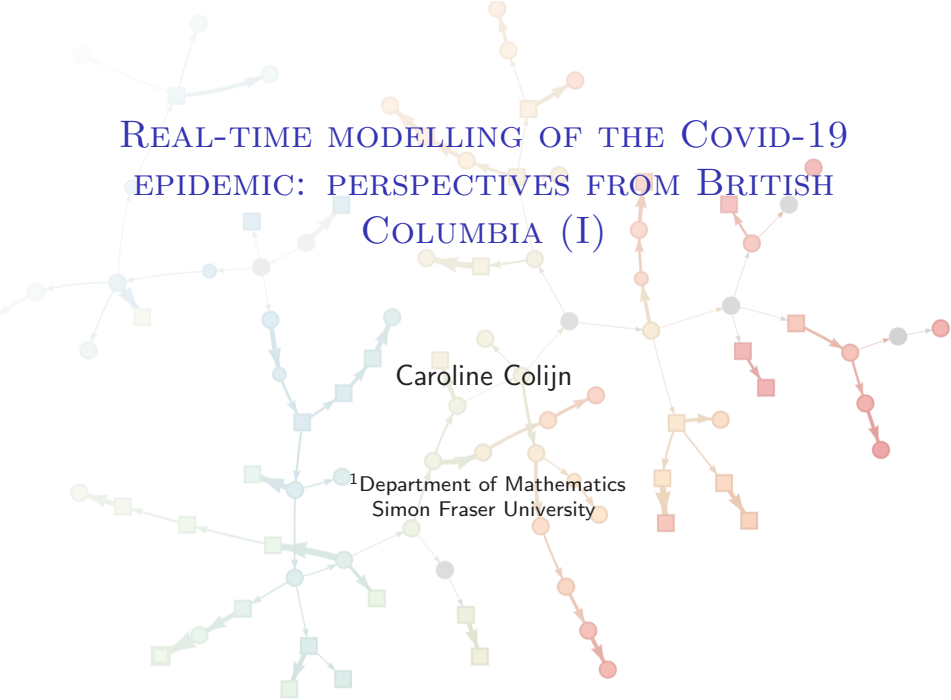 Real-time modelling of the Covid-19
epidemic: perspectives from British
Columbia (I)
Caroline Colijn
¹Department of Mathematics
Simon Fraser University